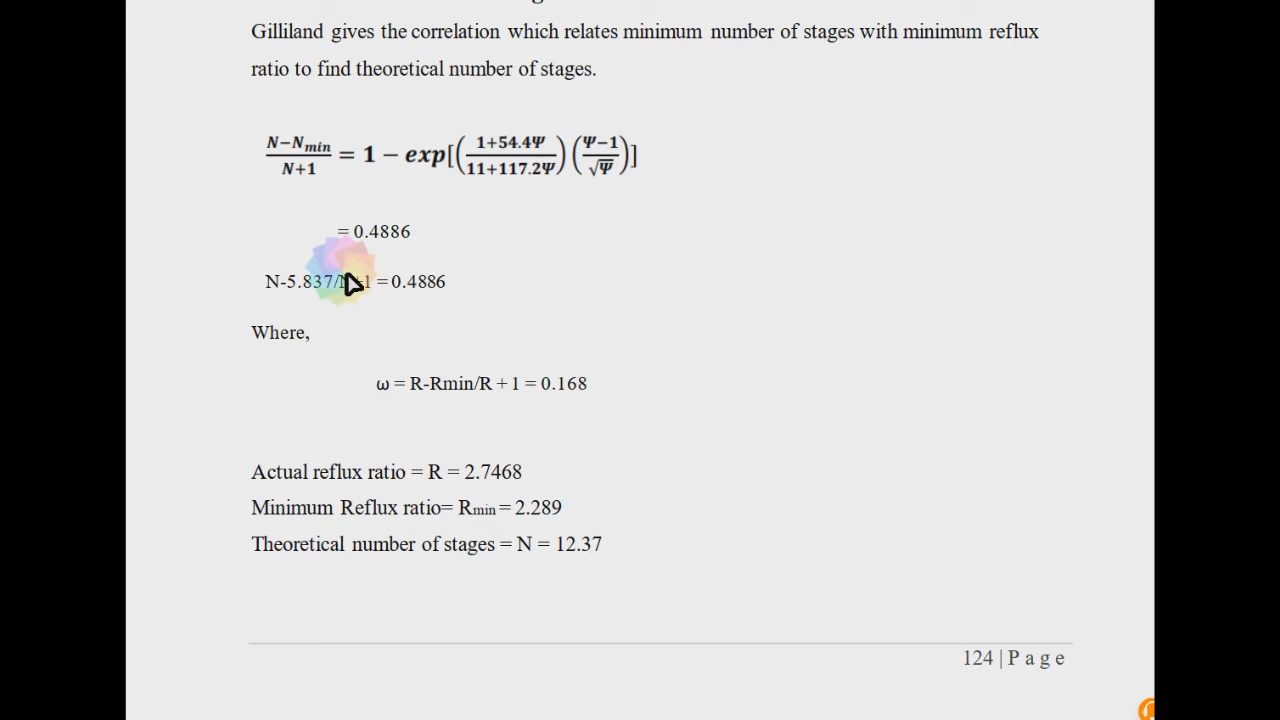 Gilliland gives the correlation which relates minimum number of stages with minimum reflux
ratio to find theoretical number of stages.
N−Nmin/N+1 = 1 − exp[(1+54.4Ψ/11+117.2Ψ)(Ψ−1/√Ψ)]
= 0.4886
N-5.837/N+1 = 0.4886
Where,
ω = R-Rmin/R + 1 = 0.168
Actual reflux ratio = R = 2.7468
Minimum Reflux ratio= Rmin = 2.289
Theoretical number of stages = N = 12.37
124 | P a g e